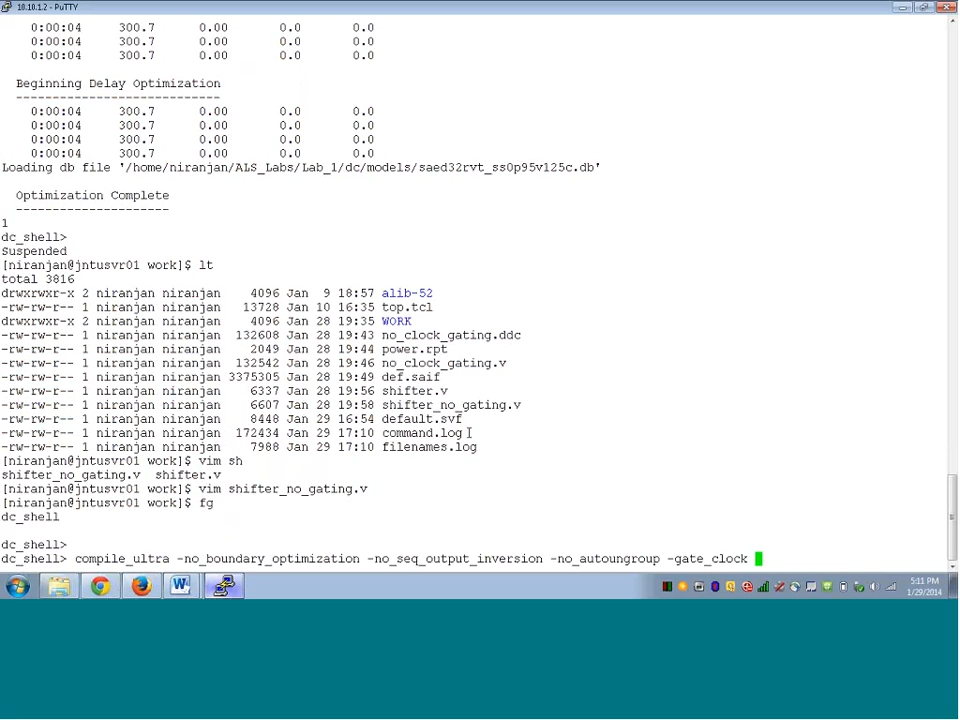 10.10.1.2 - PuTTY
0:00:04 300.7 0.00 0.0 0.0
0:00:04 300.7 0.00 0.0 0.0
0:00:04 300.7 0.00 0.0 0.0
Beginning Delay Optimization
----------------------------
0:00:04 300.7 0.00 0.0 0.0
0:00:04 300.7 0.00 0.0 0.0
0:00:04 300.7 0.00 0.0 0.0
0:00:04 300.7 0.00 0.0 0.0
Loading db file '/home/niranjan/ALS_Labs/Lab_1/dc/models/saed32rvt_ss0p95v125c.db'
Optimization Complete
---------------------
1
dc_shell>
Suspended
[niranjan@jntusvr01 work]$ lt
total 3816
drwxrwxr-x 2 niranjan niranjan 4096 Jan 9 18:57 alib-52
-rw-rw-r-- 1 niranjan niranjan 13728 Jan 10 16:35 top.tcl
drwxrwxr-x 2 niranjan niranjan 4096 Jan 28 19:35 WORK
-rw-rw-r-- 1 niranjan niranjan 132608 Jan 28 19:43 no_clock_gating.ddc
-rw-rw-r-- 1 niranjan niranjan 2049 Jan 28 19:44 power.rpt
-rw-rw-r-- 1 niranjan niranjan 132542 Jan 28 19:46 no_clock_gating.v
-rw-rw-r-- 1 niranjan niranjan 3375305 Jan 28 19:49 def.saif
-rw-rw-r-- 1 niranjan niranjan 6337 Jan 28 19:56 shifter.v
-rw-rw-r-- 1 niranjan niranjan 6607 Jan 28 19:58 shifter_no_gating.v
-rw-rw-r-- 1 niranjan niranjan 8448 Jan 29 16:54 default.svf
-rw-rw-r-- 1 niranjan niranjan 172434 Jan 29 17:10 command.log
-rw-rw-r-- 1 niranjan niranjan 7988 Jan 29 17:10 filenames.log
[niranjan@jntusvr01 work]$ vim sh
shifter_no_gating.v shifter.v
[niranjan@jntusvr01 work]$ vim shifter_no_gating.v
[niranjan@jntusvr01 work]$ fg
dc_shell
dc_shell>
dc_shell> compile_ultra -no_boundary_optimization -no_seq_output_inversion -no_autoungroup -gate_clock
5:11 PM
1/29/2014